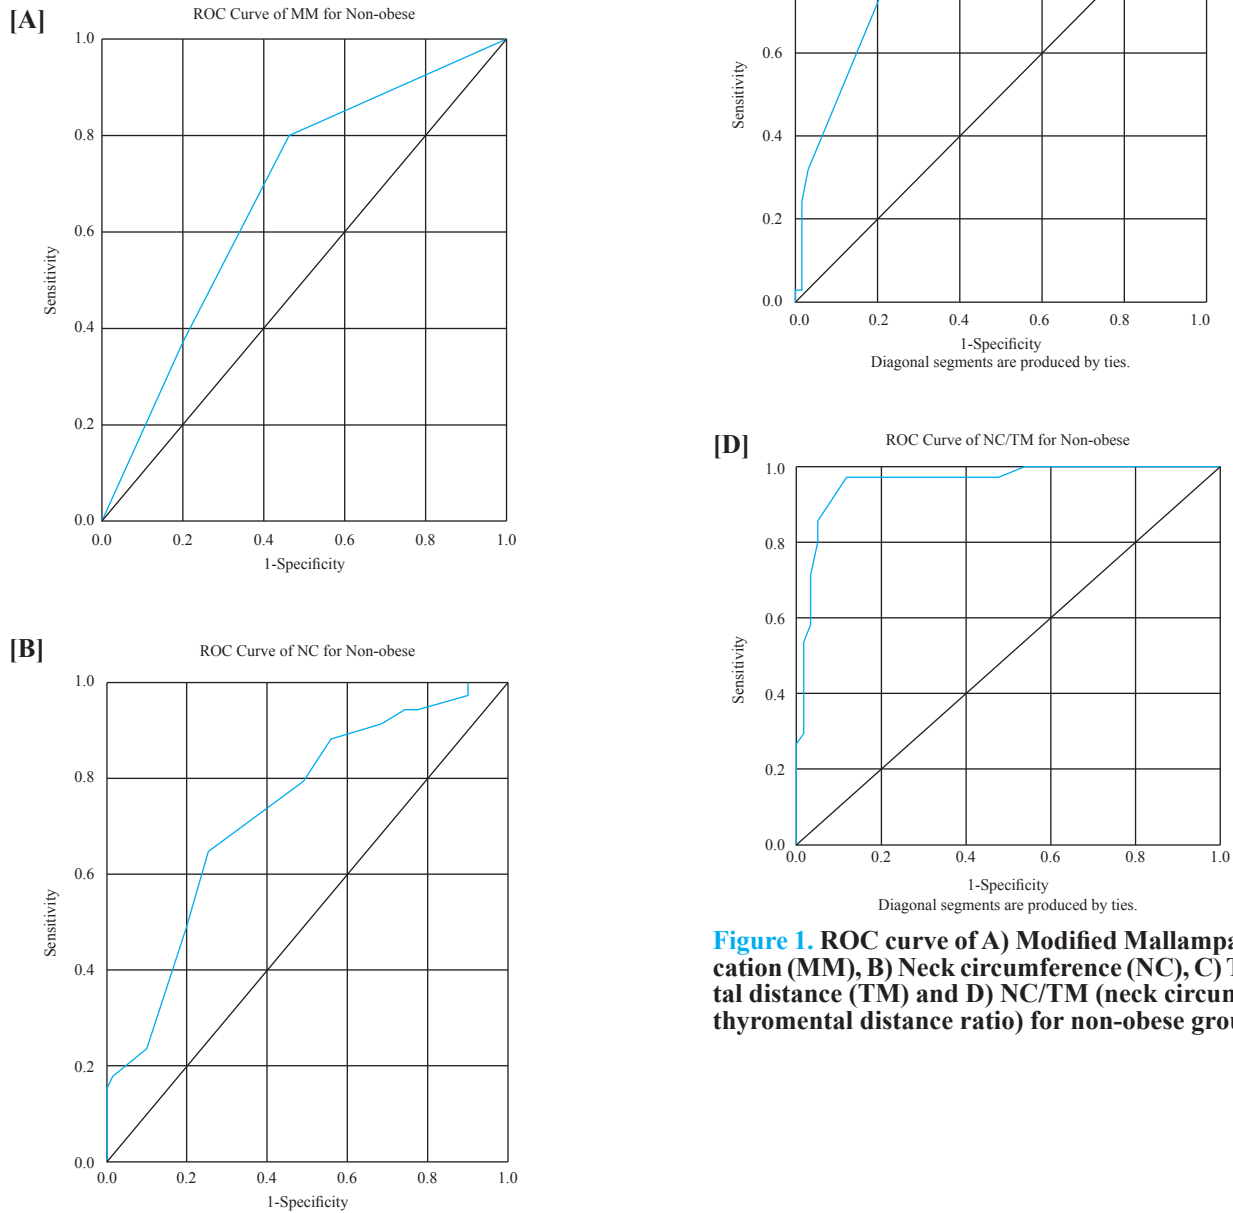 [A]
ROC Curve of MM for Non-obese
1.0
0.8
0.6
0.4
0.2
0.0
Sensitivity
0.0 0.2 0.4 0.6 0.8 1.0
1-Specificity
[B]
ROC Curve of NC for Non-obese
1.0
0.8
0.6
0.4
0.2
0.0
Sensitivity
0.0 0.2 0.4 0.6 0.8 1.0
1-Specificity
0.6
0.4
0.2
0.0
Sensitivity
0.0 0.2 0.4 0.6 0.8 1.0
1-Specificity
Diagonal segments are produced by ties.
[D]
ROC Curve of NC/TM for Non-obese
1.0
0.8
0.6
0.4
0.2
0.0
Sensitivity
0.0 0.2 0.4 0.6 0.8 1.0
1-Specificity
Diagonal segments are produced by ties.
Figure 1. ROC curve of A) Modified Mallampa
cation (MM), B) Neck circumference (NC), C) T
tal distance (TM) and D) NC/TM (neck circum
thyromental distance ratio) for non-obese grou